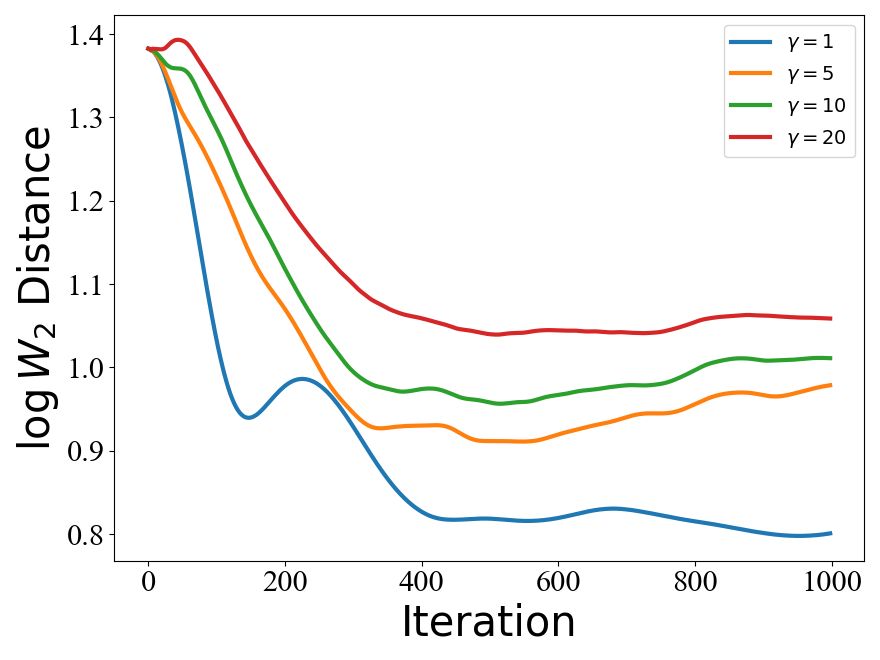 log W₂ Distance
1.4
1.3
1.2
1.1
1.0
0.9
0.8
0
200
400
600
800
1000
Iteration
γ = 1
γ = 5
γ = 10
γ = 20